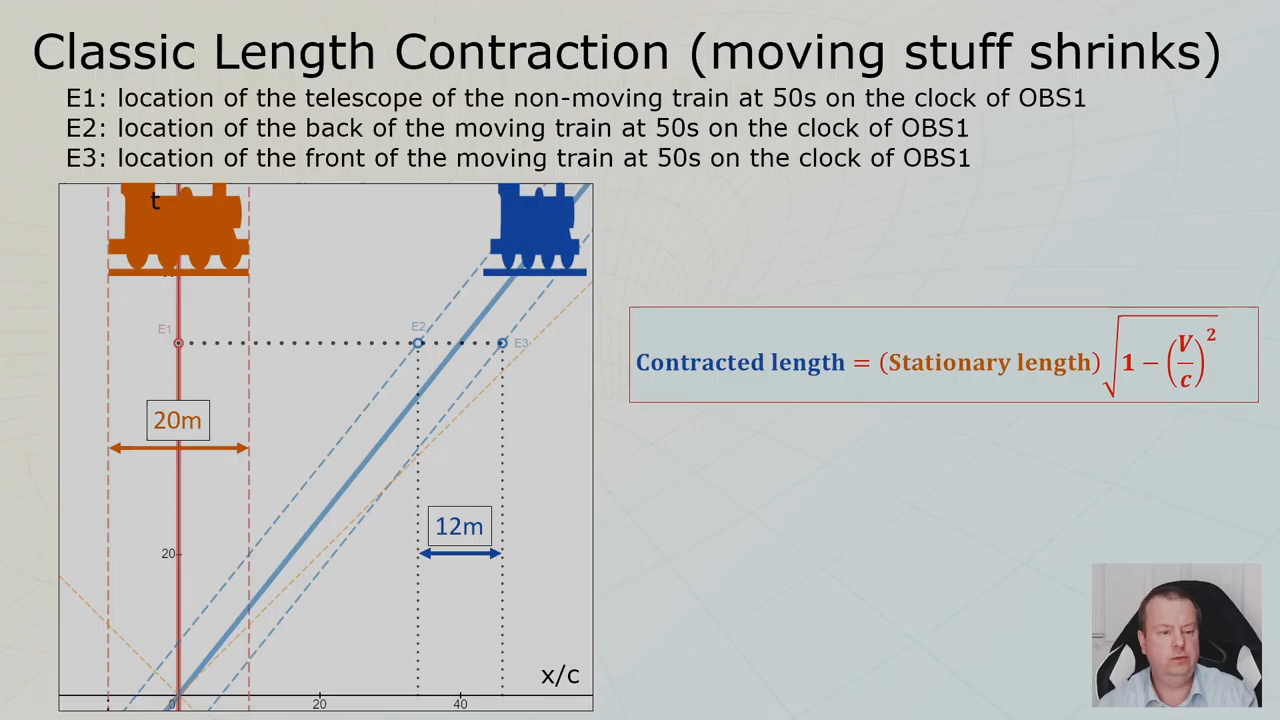 Classic Length Contraction (moving stuff shrinks)
E1: location of the telescope of the non-moving train at 50s on the clock of OBS1
E2: location of the back of the moving train at 50s on the clock of OBS1
E3: location of the front of the moving train at 50s on the clock of OBS1
t
E1
E2
E3
20m
12m
20
x/c
0
20
40
Contracted length = (Stationary length) √(1 − (V/c)²)